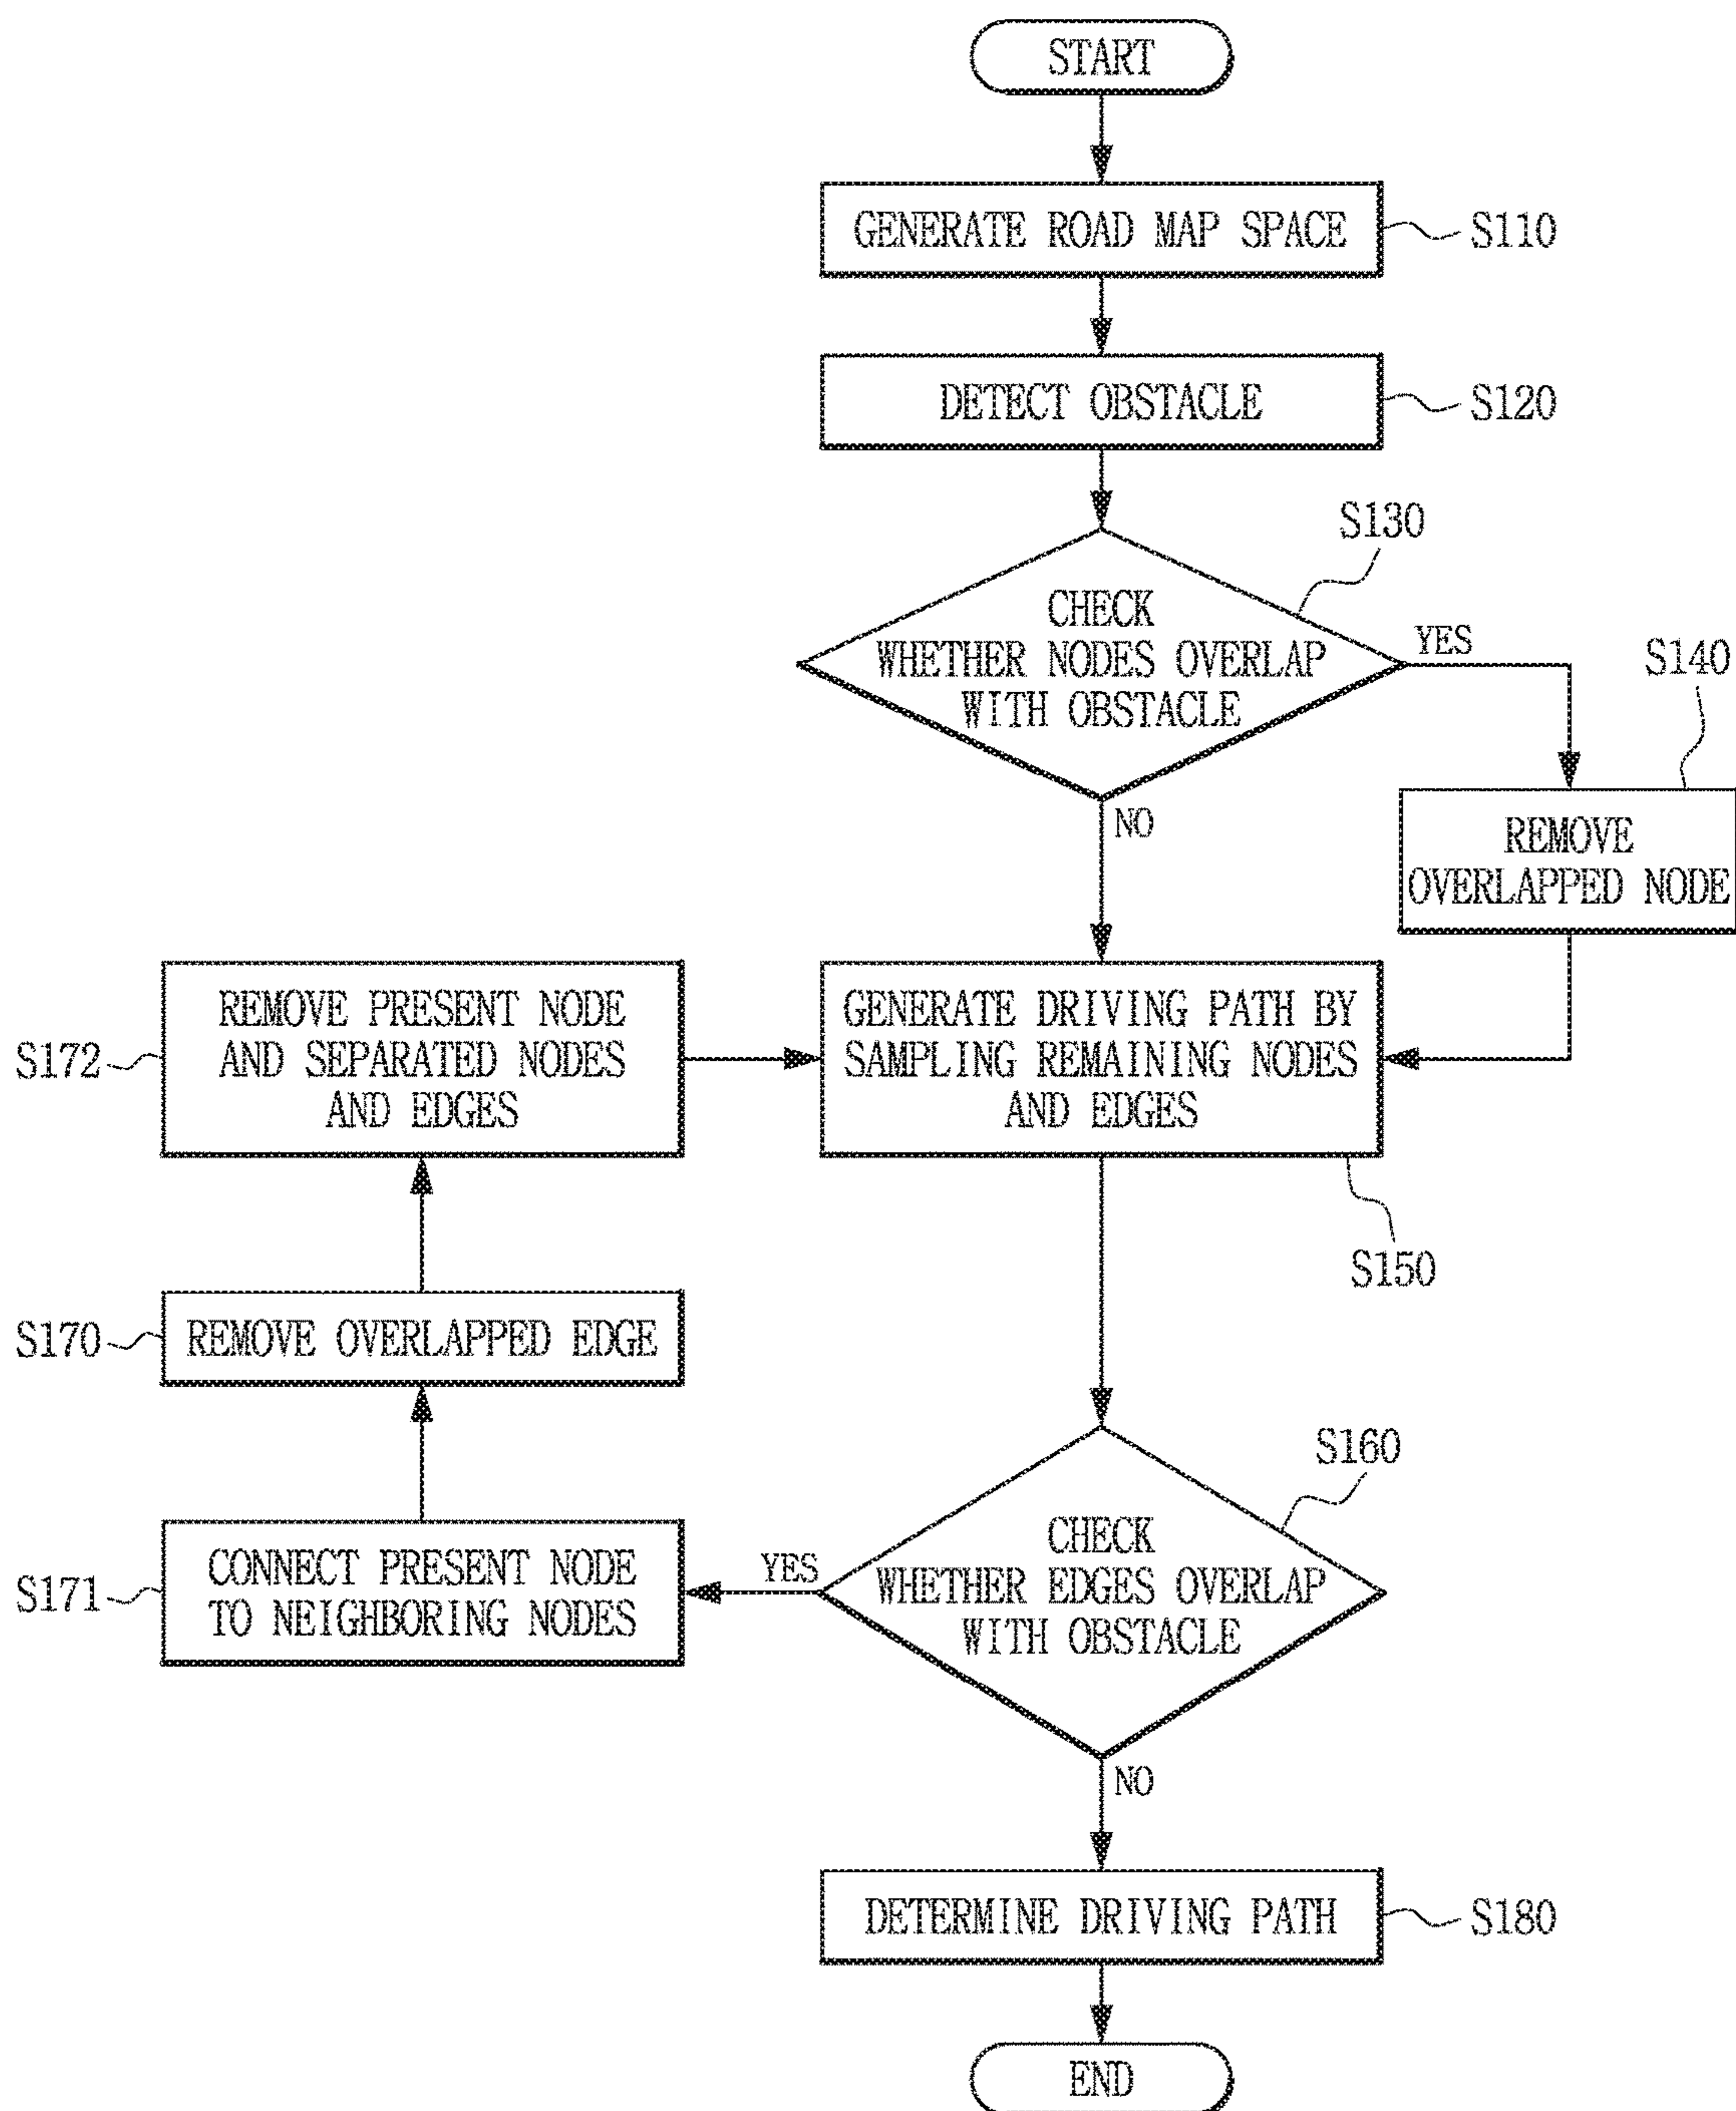 START
GENERATE ROAD MAP SPACE
S110
DETECT OBSTACLE
S120
S130
CHECK
WHETHER NODES OVERLAP
WITH OBSTACLE
YES
S140
NO
REMOVE
OVERLAPPED NODE
REMOVE PRESENT NODE
AND SEPARATED NODES
AND EDGES
S172
GENERATE DRIVING PATH BY
SAMPLING REMAINING NODES
AND EDGES
S150
S170
REMOVE OVERLAPPED EDGE
S160
CHECK
WHETHER EDGES OVERLAP
WITH OBSTACLE
YES
S171
CONNECT PRESENT NODE
TO NEIGHBORING NODES
NO
DETERMINE DRIVING PATH
S180
END